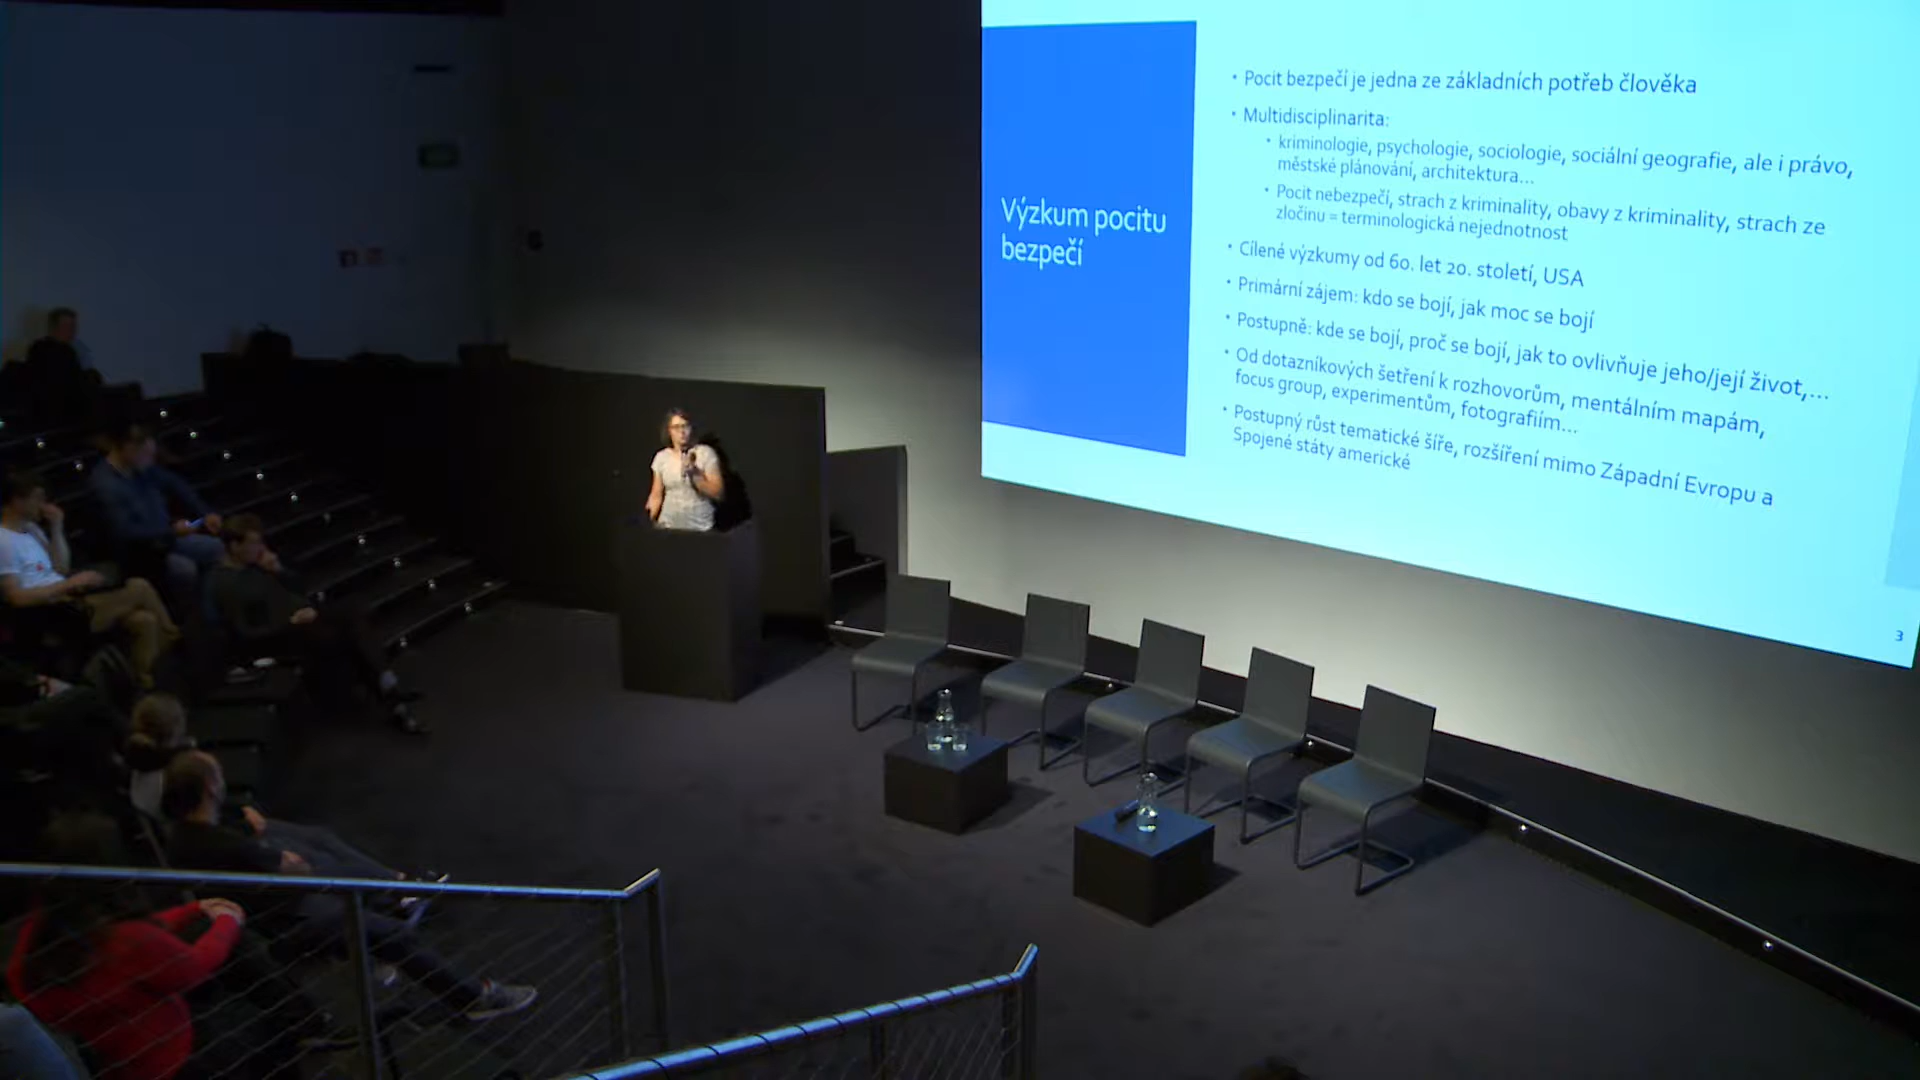 Výzkum pocitu
bezpečí
• Pocit bezpečí je jedna ze základních potřeb člověka
• Multidisciplinarita:
• kriminologie, psychologie, sociologie, sociální geografie, ale i právo,
městské plánování, architektura...
• Pocit nebezpečí, strach z kriminality, obavy z kriminality, strach ze
zločinu = terminologická nejednotnost
• Cílené výzkumy od 60. let 20. století, USA
• Primární zájem: kdo se bojí, jak moc se bojí
• Postupně: kde se bojí, proč se bojí, jak to ovlivňuje jeho/její život,...
• Od dotazníkových šetření k rozhovorům, mentálním mapám,
focus group, experimentům, fotografiím...
• Postupný růst tematické šíře, rozšíření mimo Západní Evropu a
Spojené státy americké
3